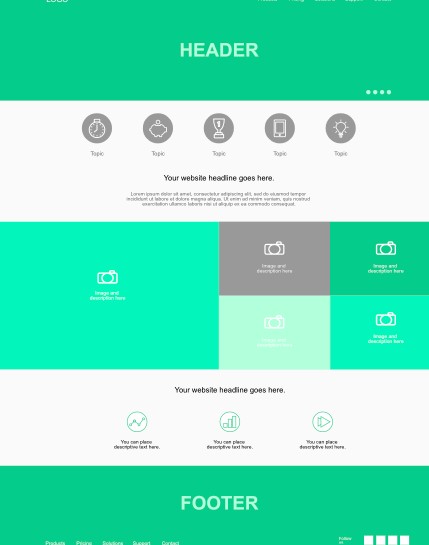 LOGO
Products Pricing Solutions Support Contact
HEADER
Topic Topic Topic Topic Topic
Your website headline goes here.
Lorem ipsum dolor sit amet, consectetur adipiscing elit, sed do eiusmod tempor
incididunt ut labore et dolore magna aliqua. Ut enim ad minim veniam, quis nostrud
exercitation ullamco laboris nisi ut aliquip ex ea commodo consequat.
Image and
description here
Image and
description here
Image and
description here
Image and
description here
Image and
description here
Your website headline goes here.
You can place
descriptive text here.
You can place
descriptive text here.
You can place
descriptive text here.
FOOTER
Products Pricing Solutions Support Contact
Follow
us